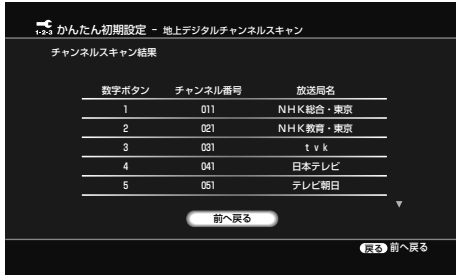 1-2-3 かんたん初期設定 - 地上デジタルチャンネルスキャン
チャンネルスキャン結果
数字ボタン チャンネル番号 放送局名
1 011 NHK総合・東京
2 021 NHK教育・東京
3 031 tvk
4 041 日本テレビ
5 051 テレビ朝日
前へ戻る
戻る 前へ戻る